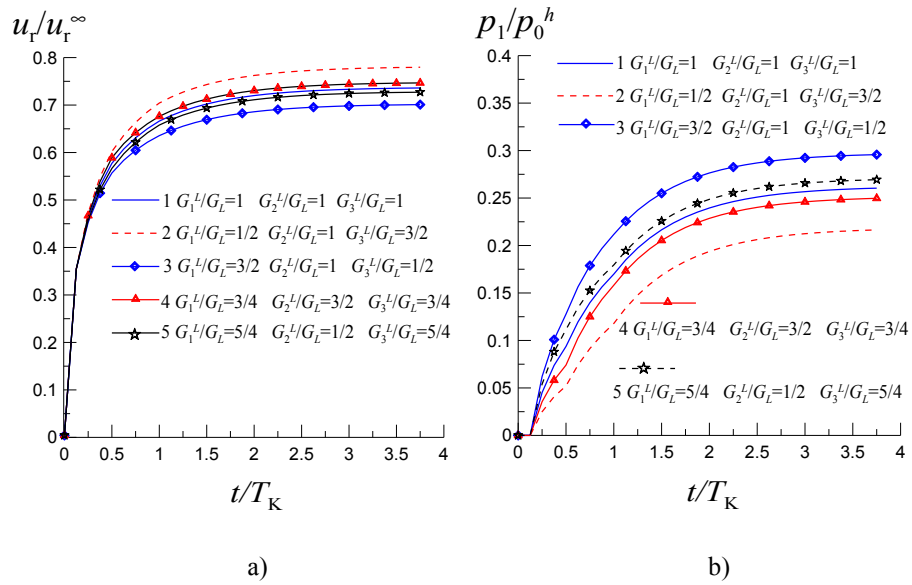 u_r/u_r^∞
0.8
0.7
0.6
0.5
0.4
0.3
0.2
0.1
0
1 G_1^L/G_L=1 G_2^L/G_L=1 G_3^L/G_L=1
2 G_1^L/G_L=1/2 G_2^L/G_L=1 G_3^L/G_L=3/2
3 G_1^L/G_L=3/2 G_2^L/G_L=1 G_3^L/G_L=1/2
4 G_1^L/G_L=3/4 G_2^L/G_L=3/2 G_3^L/G_L=3/4
5 G_1^L/G_L=5/4 G_2^L/G_L=1/2 G_3^L/G_L=5/4
0 0.5 1 1.5 2 2.5 3 3.5 4
t/T_K
a)
p_1/p_0^h
0.4
0.35
0.3
0.25
0.2
0.15
0.1
0.05
0
1 G_1^L/G_L=1 G_2^L/G_L=1 G_3^L/G_L=1
2 G_1^L/G_L=1/2 G_2^L/G_L=1 G_3^L/G_L=3/2
3 G_1^L/G_L=3/2 G_2^L/G_L=1 G_3^L/G_L=1/2
4 G_1^L/G_L=3/4 G_2^L/G_L=3/2 G_3^L/G_L=3/4
5 G_1^L/G_L=5/4 G_2^L/G_L=1/2 G_3^L/G_L=5/4
0 0.5 1 1.5 2 2.5 3 3.5 4
t/T_K
b)